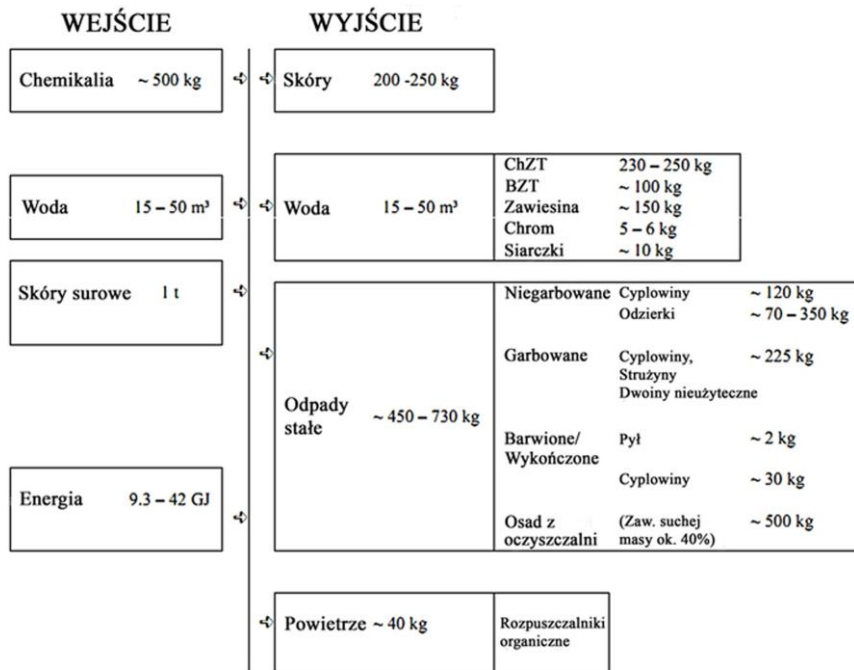 WEJŚCIE WYJŚCIE
Chemikalia ~ 500 kg
Skóry 200 -250 kg
Woda 15 – 50 m³
Woda 15 – 50 m³
ChZT 230 – 250 kg
BZT ~ 100 kg
Zawiesina ~ 150 kg
Chrom 5 – 6 kg
Siarczki ~ 10 kg
Skóry surowe 1 t
Energia 9.3 – 42 GJ
Odpady
stałe ~ 450 – 730 kg
Niegarbowane Cyplowiny ~ 120 kg
Odzierki ~ 70 – 350 kg
Garbowane Cyplowiny, ~ 225 kg
Strużyny
Dwoiny nieużyteczne
Barwione/ Pył ~ 2 kg
Wykończone
Cyplowiny ~ 30 kg
Osad z (Zaw. suchej ~ 500 kg
oczyszczalni masy ok. 40%)
Powietrze ~ 40 kg
Rozpuszczalniki
organiczne